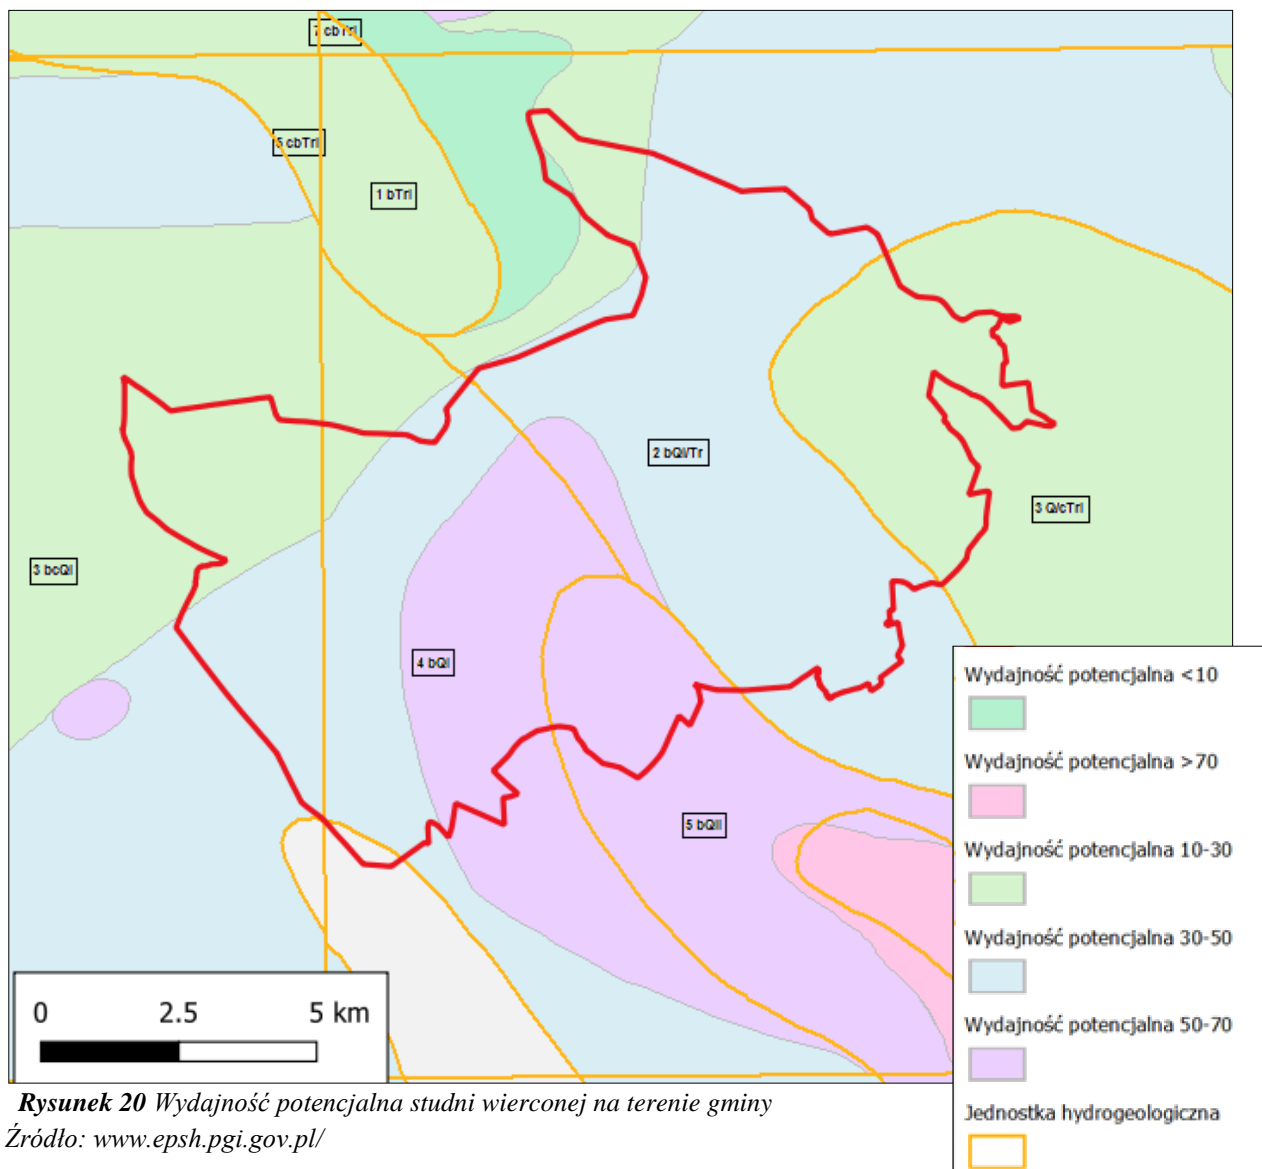 7 cbTrI
5 cbTrI
1 bTrI
2 bQI/Tr
3 Q/cTrI
3 bcQI
4 bQI
5 bQII
Wydajność potencjalna <10
Wydajność potencjalna >70
Wydajność potencjalna 10-30
Wydajność potencjalna 30-50
Wydajność potencjalna 50-70
Jednostka hydrogeologiczna
0 2.5 5 km
Rysunek 20 Wydajność potencjalna studni wierconej na terenie gminy
Źródło: www.epsh.pgi.gov.pl/